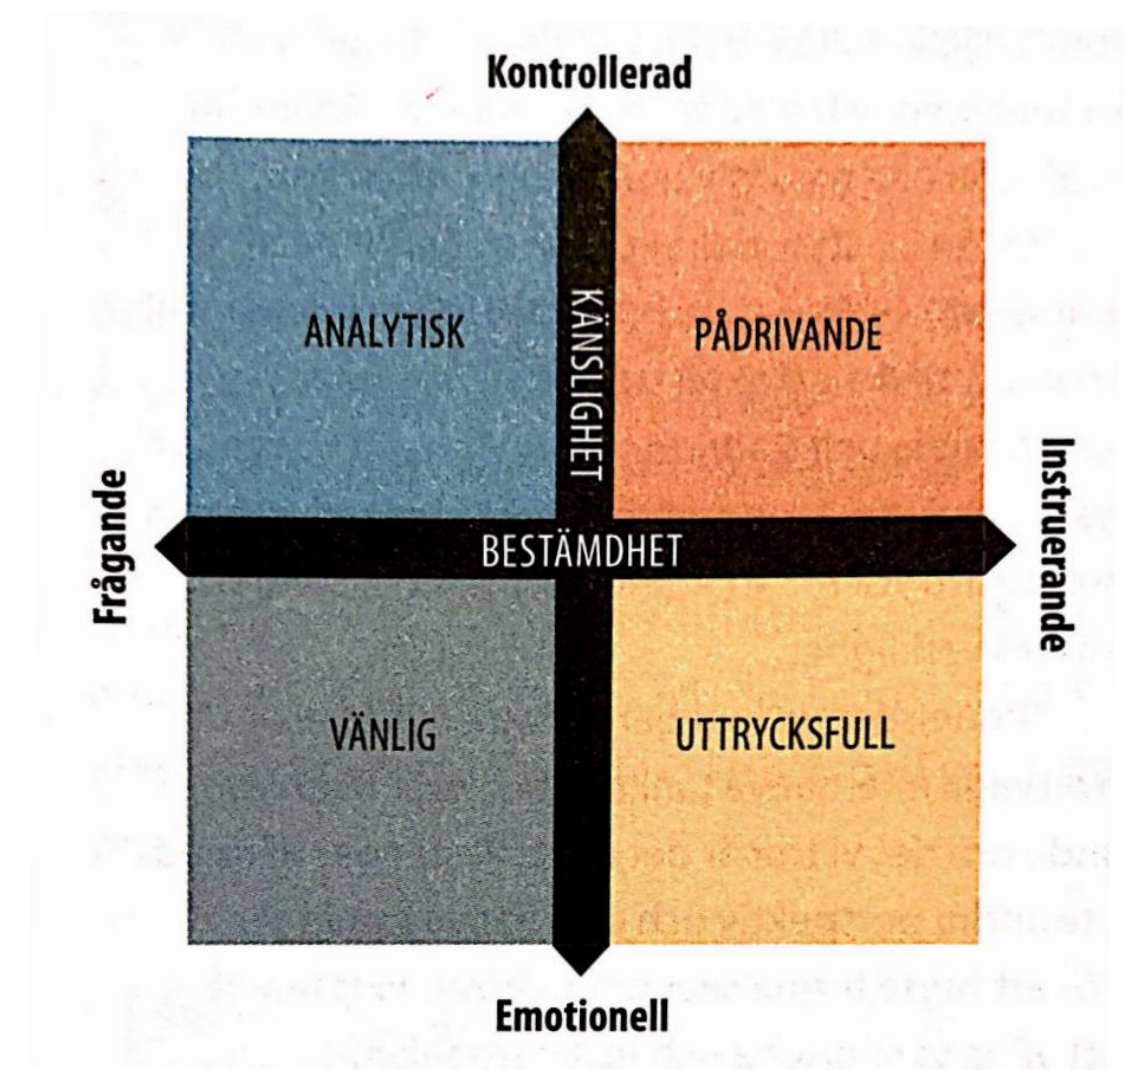 Kontrollerad
ANALYTISK
KÄNSLIGHET
PÅDRIVANDE
Frågande
BESTÄMDHET
Instruerande
VÄNLIG
UTTRYCKSFULL
Emotionell